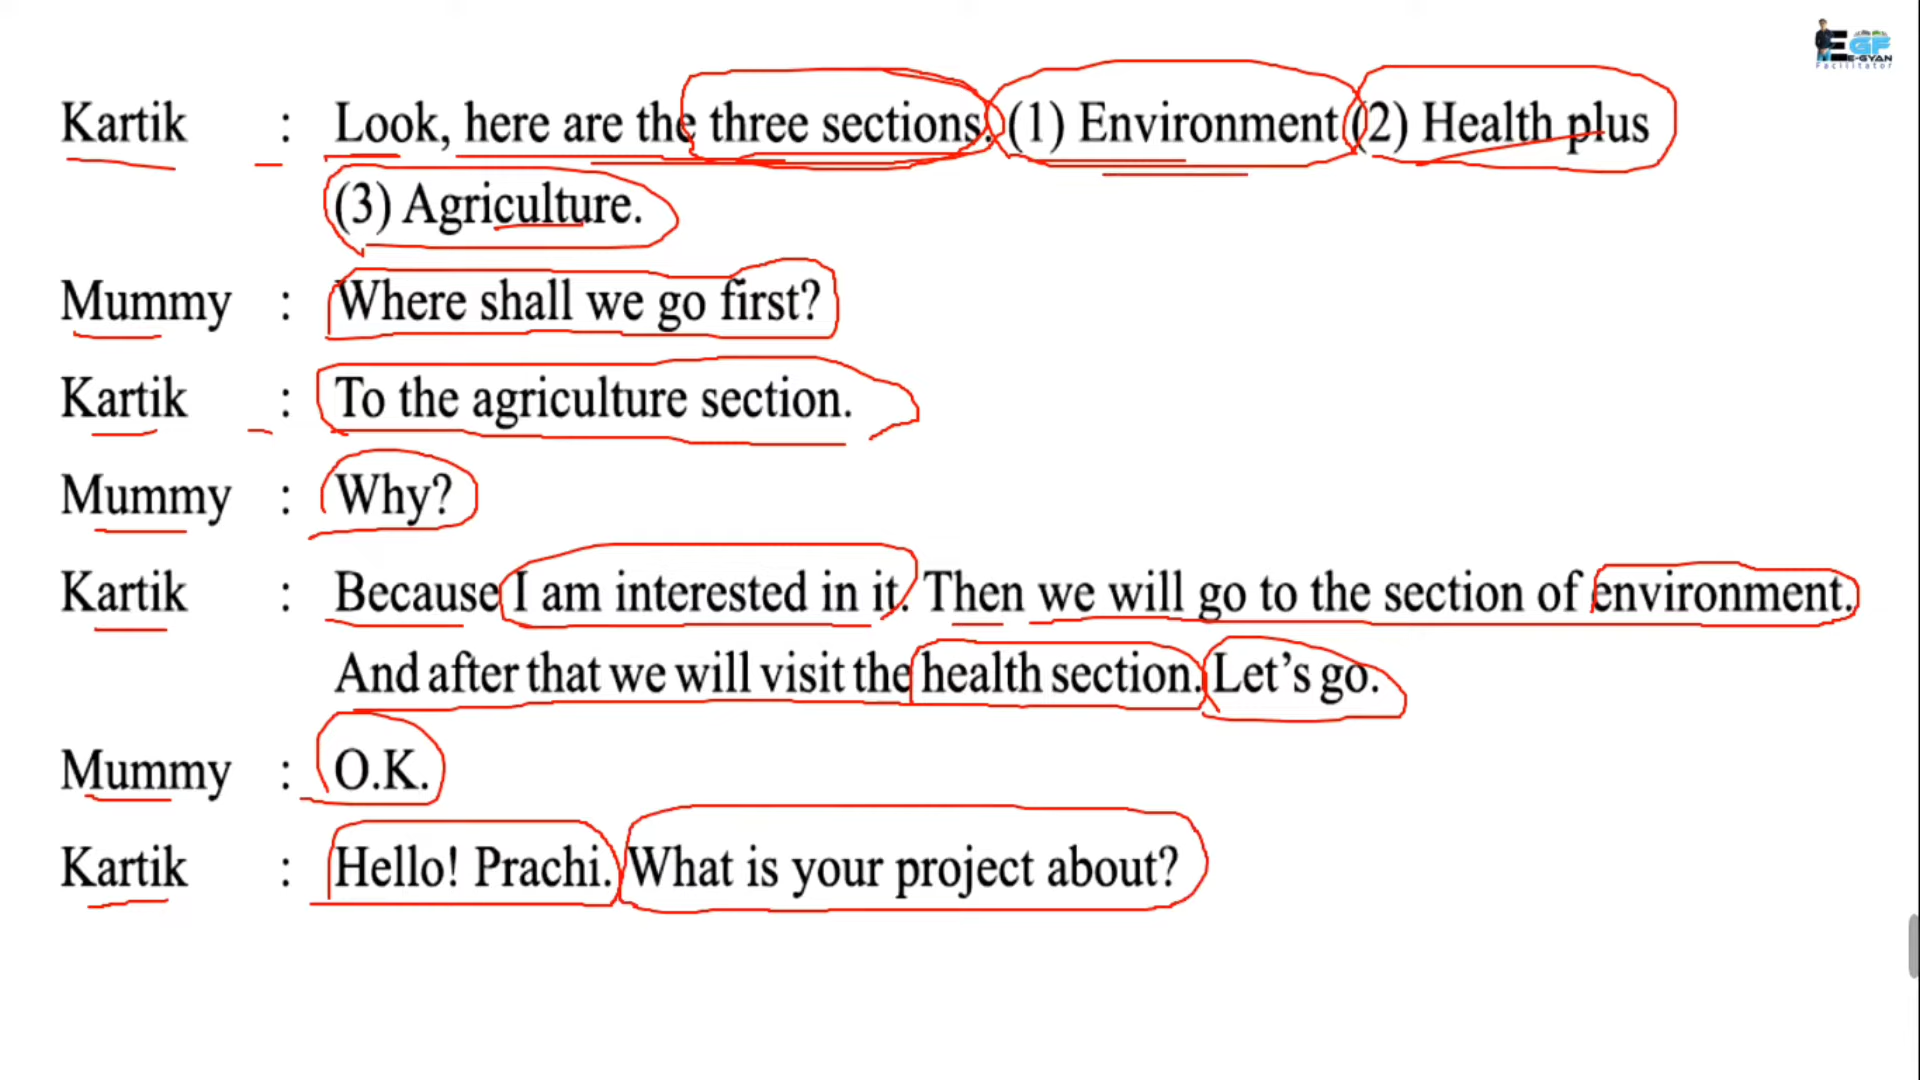 EGF
E-GYAN
Facilitator
Kartik : Look, here are the three sections. (1) Environment (2) Health plus
(3) Agriculture.
Mummy : Where shall we go first?
Kartik : To the agriculture section.
Mummy : Why?
Kartik : Because I am interested in it. Then we will go to the section of environment.
And after that we will visit the health section. Let’s go.
Mummy : O.K.
Kartik : Hello! Prachi. What is your project about?